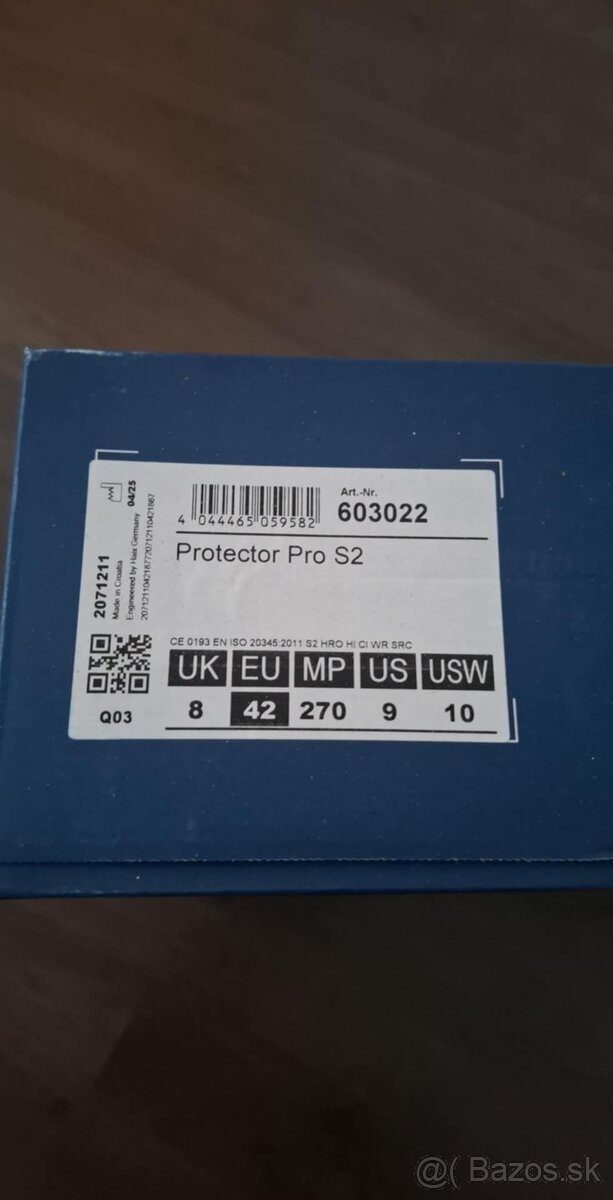 Art.-Nr.
4 044465 059582
603022
Protector Pro S2
CE 0193 EN ISO 20345:2011 S2 HRO HI CI WR SRC
UK EU MP US USW
8 42 270 9 10
04/25
2071211
Made in Croatia
Engineered by Haix Germany
Q03
@( Bazos.sk